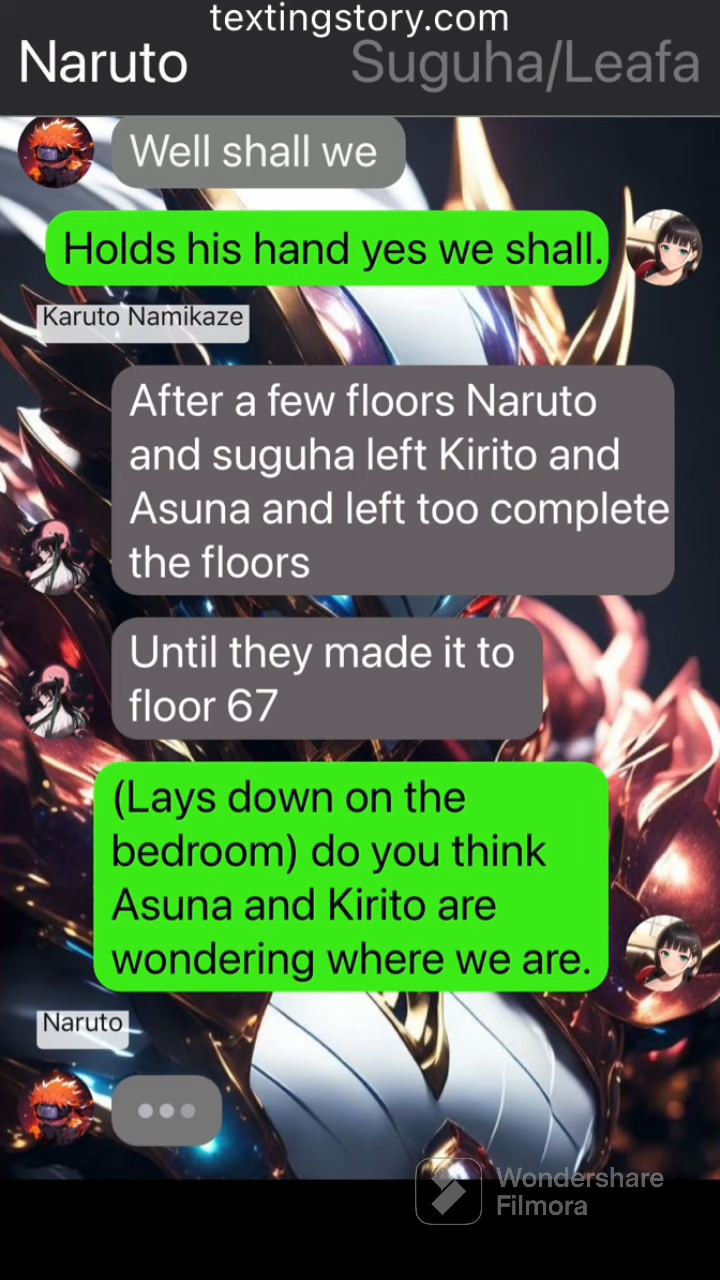 textingstory.com
Naruto
Suguha/Leafa
Well shall we
Holds his hand yes we shall.
Karuto Namikaze
After a few floors Naruto
and suguha left Kirito and
Asuna and left too complete
the floors
Until they made it to
floor 67
(Lays down on the
bedroom) do you think
Asuna and Kirito are
wondering where we are.
Naruto
Wondershare
Filmora